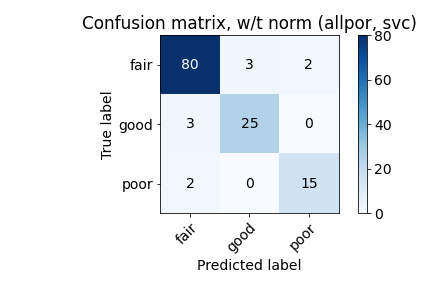 Confusion matrix, w/t norm (allpor, svc)
True label
fair 80 3 2
good 3 25 0
poor 2 0 15
fair good poor
Predicted label
80
60
40
20
0